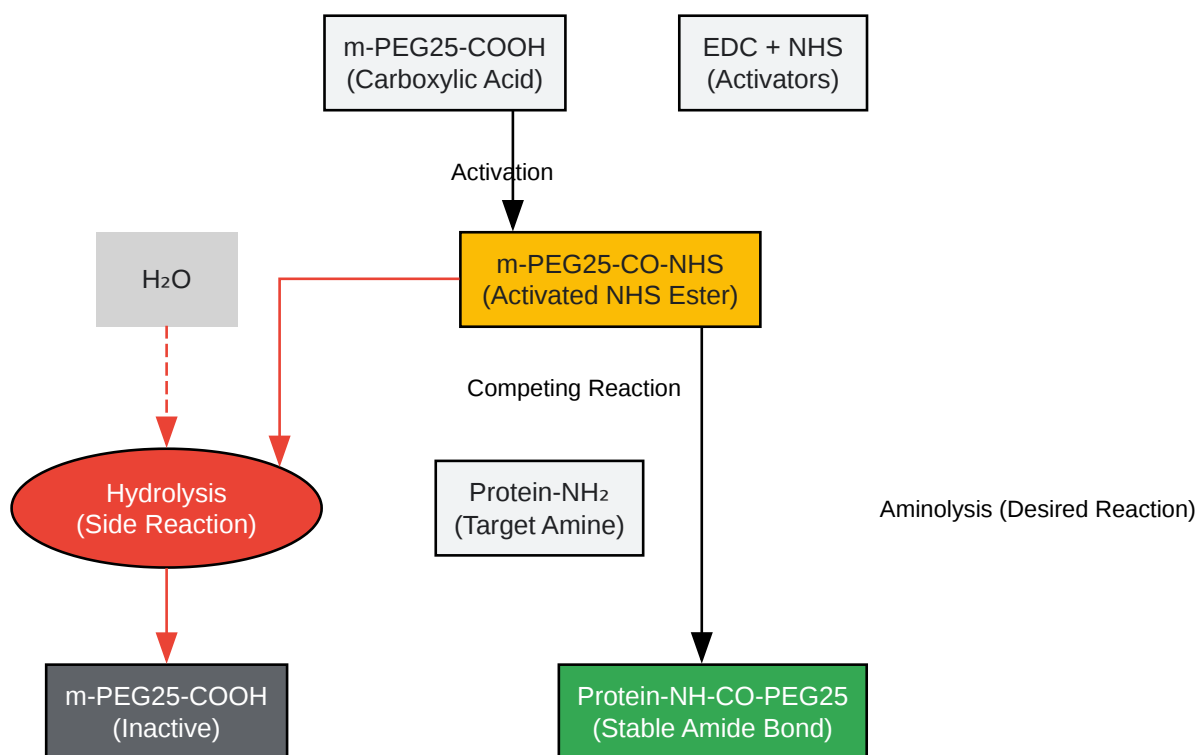 m-PEG25-COOH
(Carboxylic Acid)
EDC + NHS
(Activators)
Activation
H₂O
m-PEG25-CO-NHS
(Activated NHS Ester)
Competing Reaction
Hydrolysis
(Side Reaction)
Protein-NH₂
(Target Amine)
Aminolysis (Desired Reaction)
m-PEG25-COOH
(Inactive)
Protein-NH-CO-PEG25
(Stable Amide Bond)